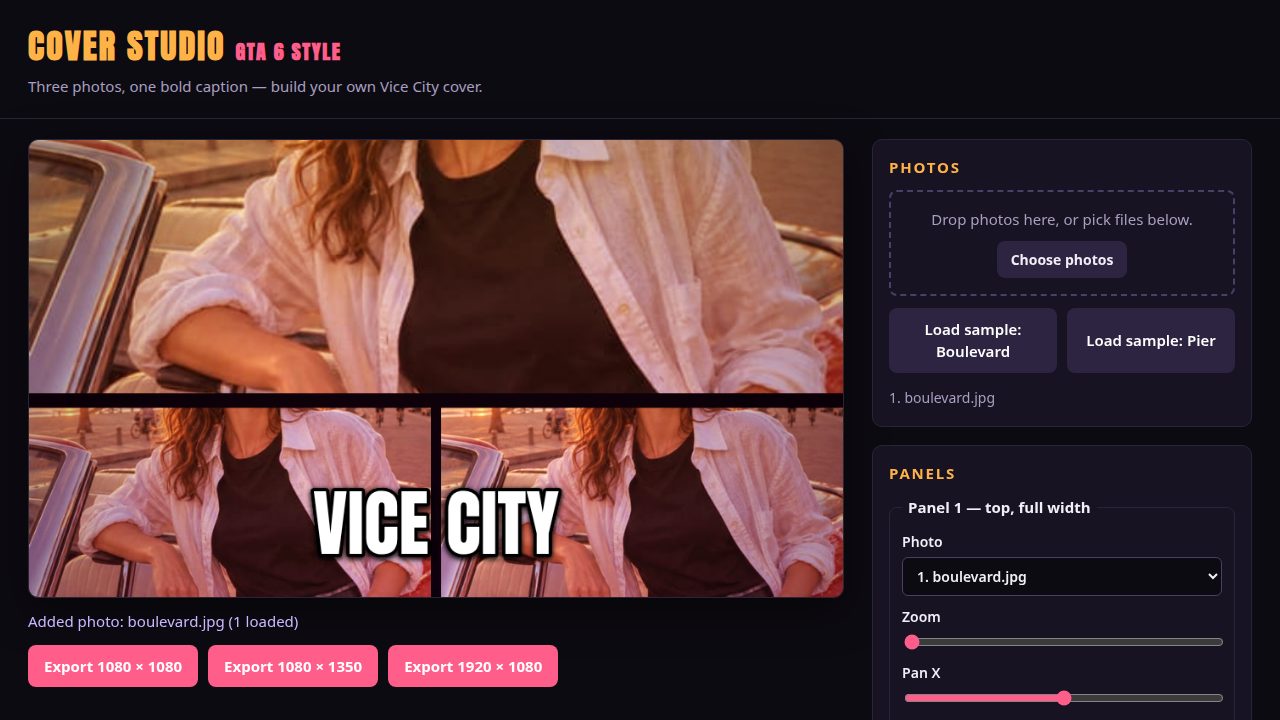 COVER STUDIO GTA 6 STYLE
Three photos, one bold caption — build your own Vice City cover.
VICE CITY
Added photo: boulevard.jpg (1 loaded)
Export 1080 × 1080
Export 1080 × 1350
Export 1920 × 1080
PHOTOS
Drop photos here, or pick files below.
Choose photos
Load sample:
Boulevard
Load sample: Pier
1. boulevard.jpg
PANELS
Panel 1 — top, full width
Photo
1. boulevard.jpg
Zoom
Pan X